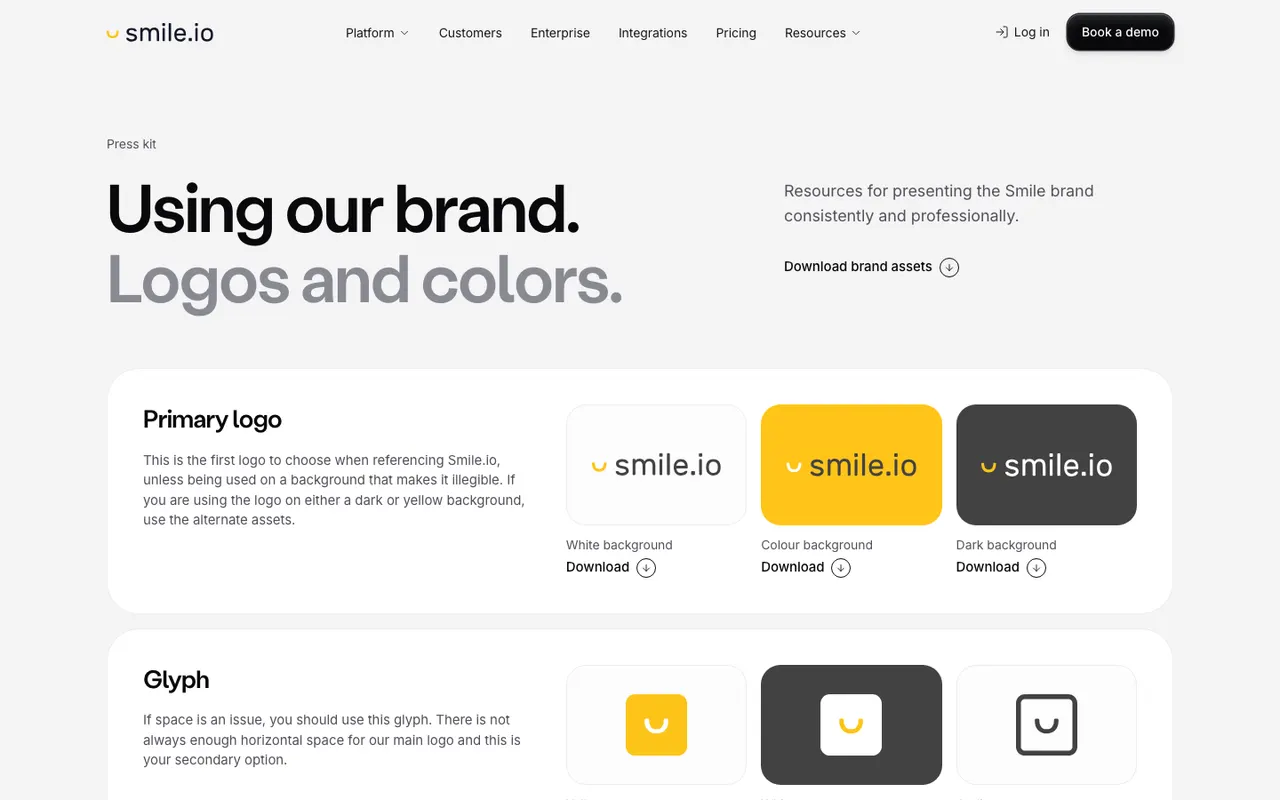 smile.io
Platform
Customers
Enterprise
Integrations
Pricing
Resources
Log in
Book a demo
Press kit
Using our brand.
Logos and colors.
Resources for presenting the Smile brand
consistently and professionally.
Download brand assets
Primary logo
This is the first logo to choose when referencing Smile.io,
unless being used on a background that makes it illegible. If
you are using the logo on either a dark or yellow background,
use the alternate assets.
smile.io
smile.io
smile.io
White background
Download
Colour background
Download
Dark background
Download
Glyph
If space is an issue, you should use this glyph. There is not
always enough horizontal space for our main logo and this is
your secondary option.